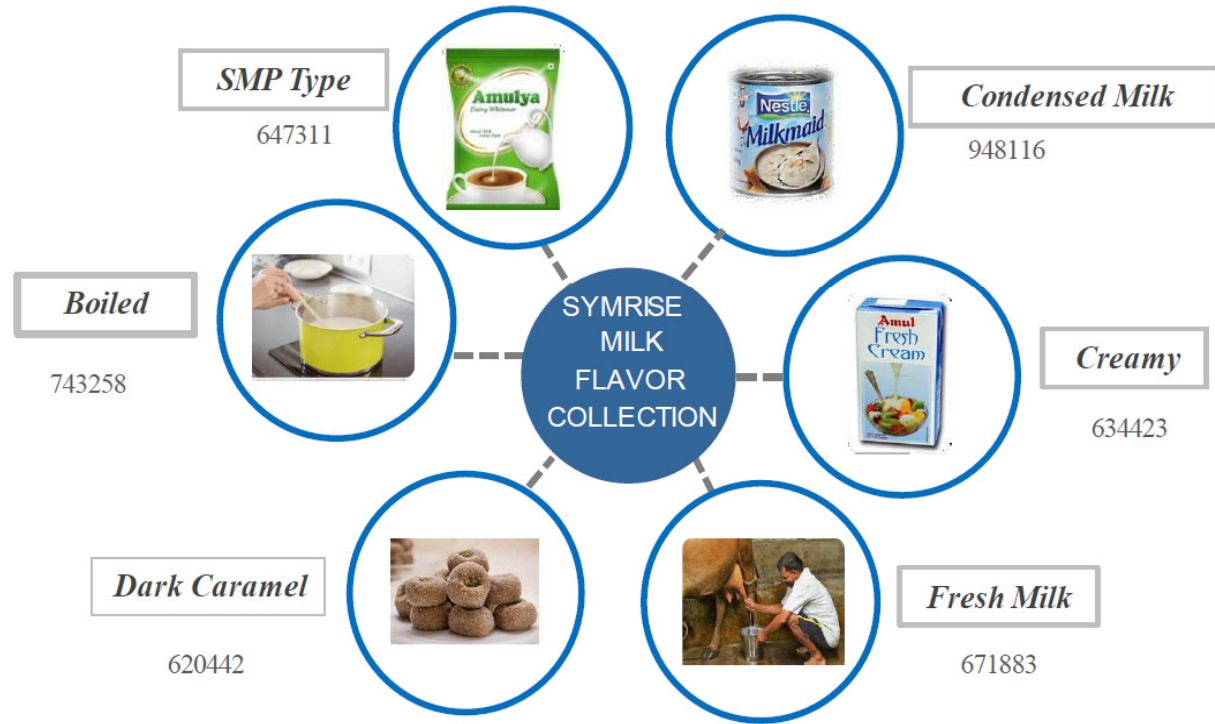 SMP Type
647311
Amulya
Dairy Whitener
Nestlé
Milkmaid
Condensed Milk
948116
Boiled
743258
SYMRISE
MILK
FLAVOR
COLLECTION
Amul
Fresh
Cream
Creamy
634423
Dark Caramel
620442
Fresh Milk
671883